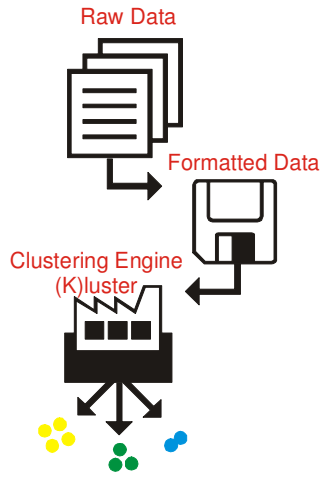 Raw Data
Formatted Data
Clustering Engine
(K)luster